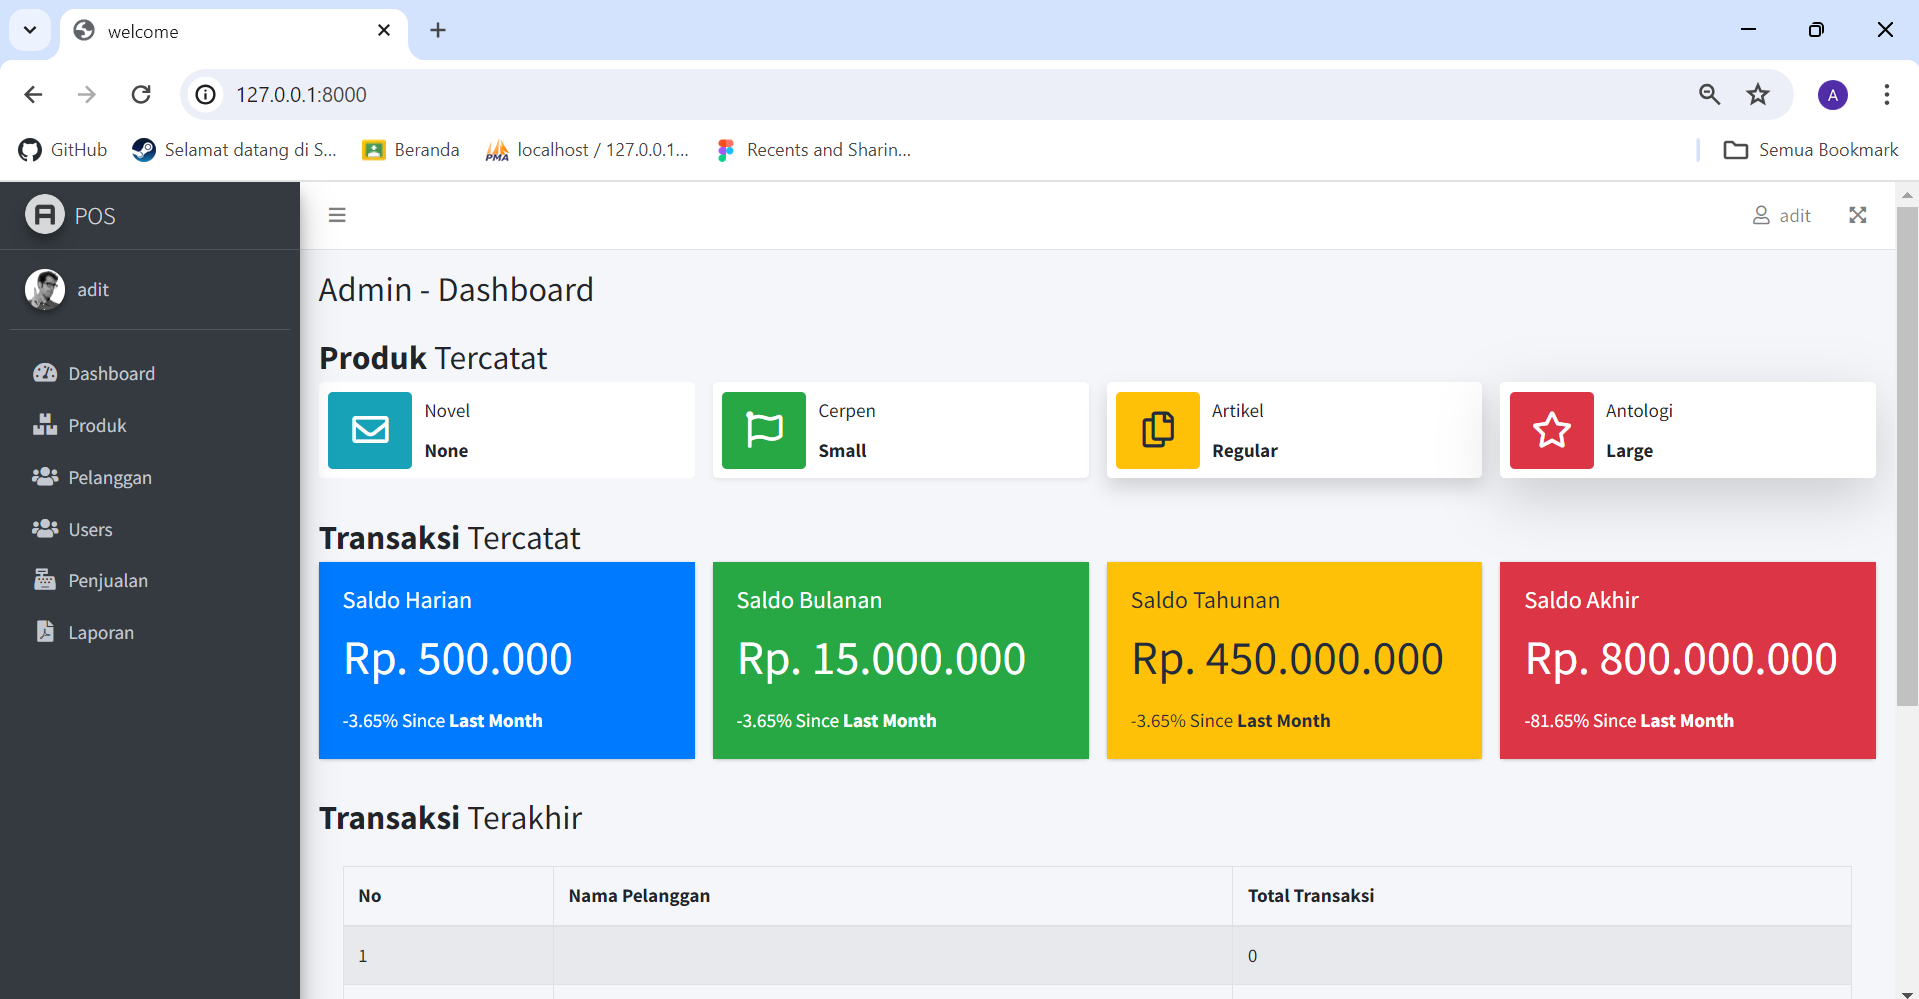 welcome
127.0.0.1:8000
A
GitHub
Selamat datang di S...
Beranda
PMA
localhost / 127.0.0.1...
Recents and Sharin...
Semua Bookmark
A
POS
adit
adit
Dashboard
Produk
Pelanggan
Users
Penjualan
Laporan
Admin - Dashboard
Produk Tercatat
Novel
None
Cerpen
Small
Artikel
Regular
Antologi
Large
Transaksi Tercatat
Saldo Harian
Rp. 500.000
-3.65% Since Last Month
Saldo Bulanan
Rp. 15.000.000
-3.65% Since Last Month
Saldo Tahunan
Rp. 450.000.000
-3.65% Since Last Month
Saldo Akhir
Rp. 800.000.000
-81.65% Since Last Month
Transaksi Terakhir
No Nama Pelanggan Total Transaksi
1 0